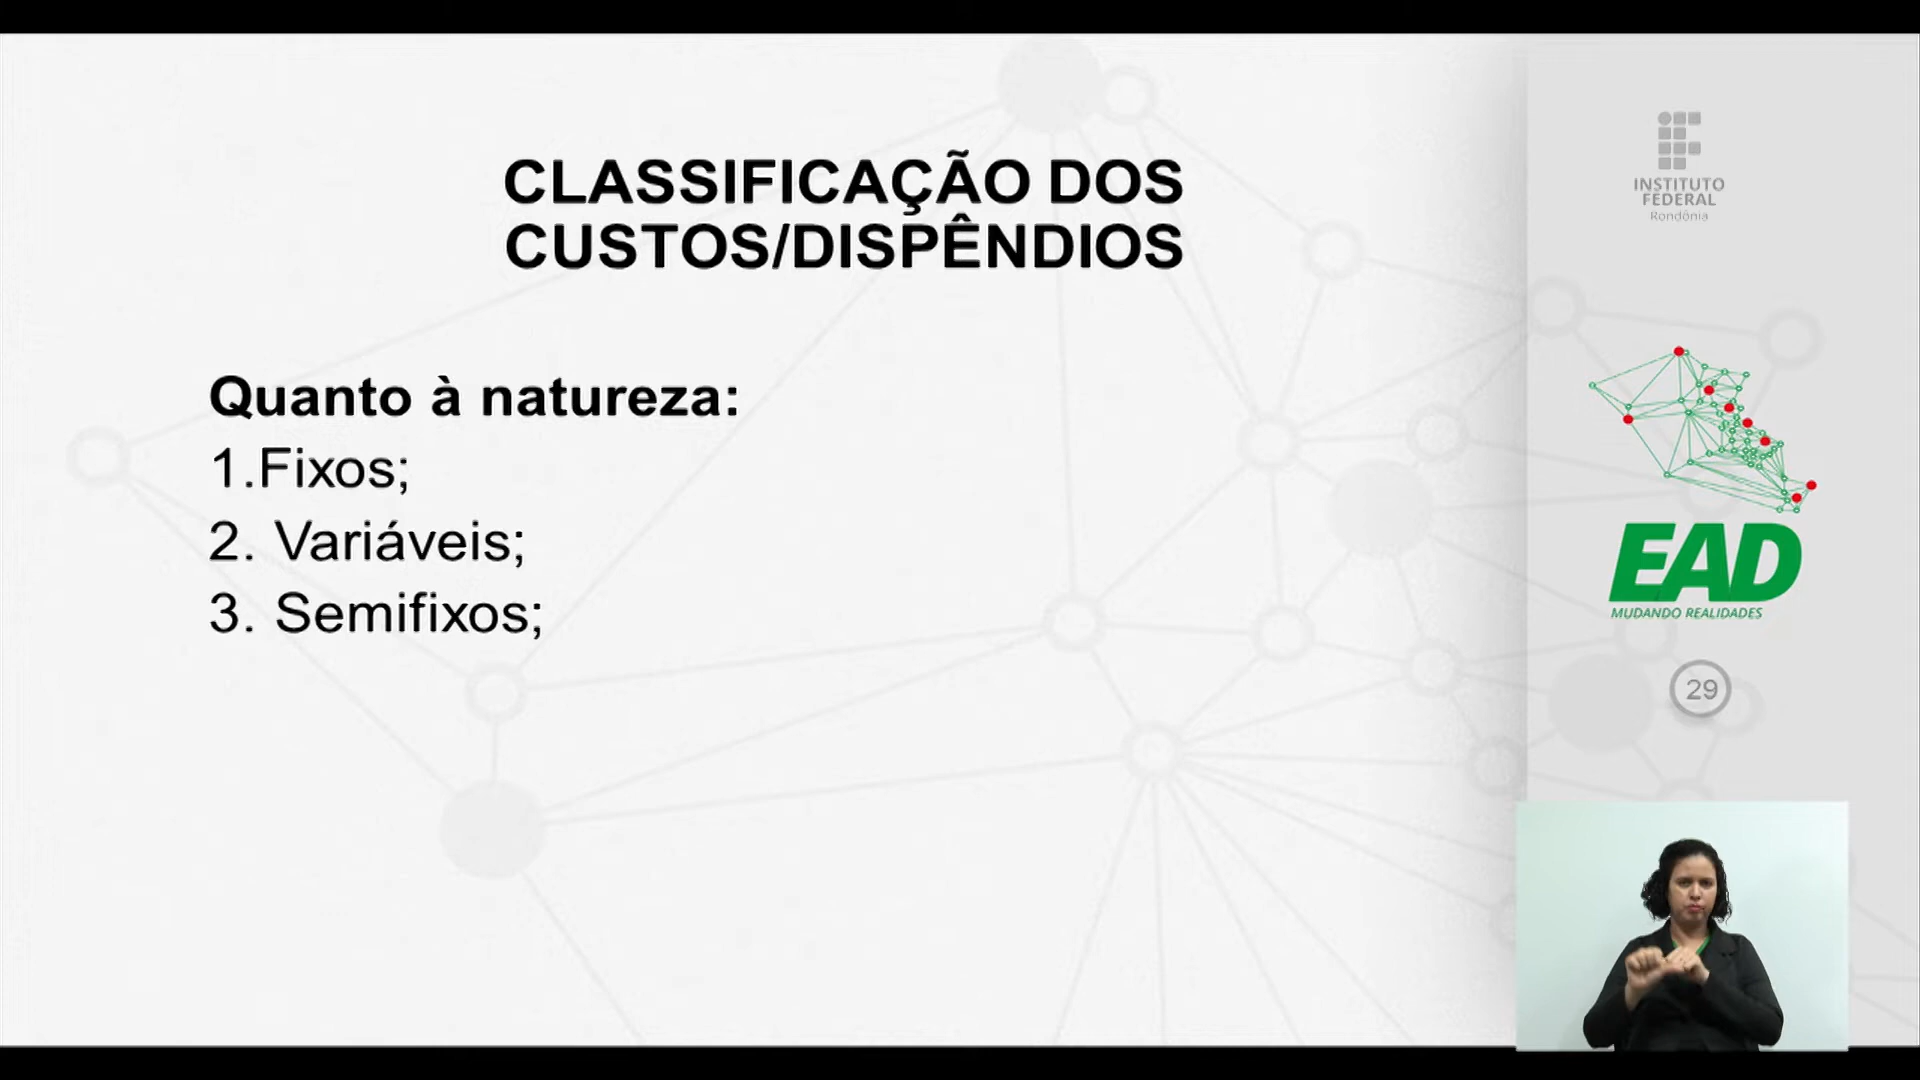 CLASSIFICAÇÃO DOS
CUSTOS/DISPÊNDIOS
Quanto à natureza:
1.Fixos;
2. Variáveis;
3. Semifixos;
INSTITUTO
FEDERAL
Rondônia
EAD
MUDANDO REALIDADES
29